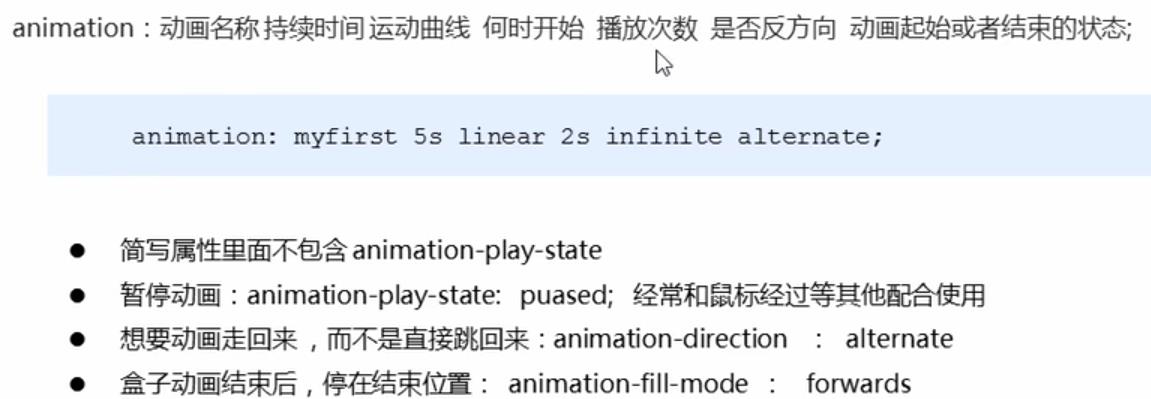 animation：动画名称 持续时间 运动曲线 何时开始 播放次数 是否反方向 动画起始或者结束的状态;
animation: myfirst 5s linear 2s infinite alternate;
● 简写属性里面不包含 animation-play-state
● 暂停动画：animation-play-state: puased; 经常和鼠标经过等其他配合使用
● 想要动画走回来，而不是直接跳回来：animation-direction ： alternate
● 盒子动画结束后，停在结束位置： animation-fill-mode ： forwards